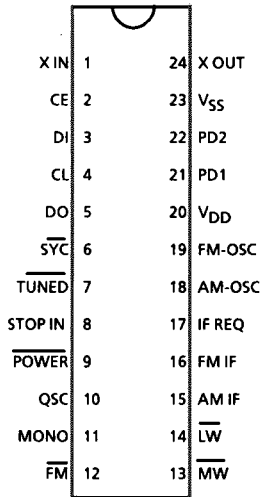 X IN 1 24 X OUT
CE 2 23 VSS
DI 3 22 PD2
CL 4 21 PD1
DO 5 20 VDD
SYC 6 19 FM-OSC
TUNED 7 18 AM-OSC
STOP IN 8 17 IF REQ
POWER 9 16 FM IF
QSC 10 15 AM IF
MONO 11 14 LW
FM 12 13 MW